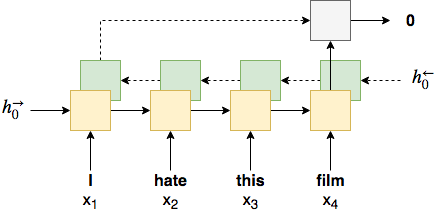 0
h₀→ h₀←
I hate this film
x₁ x₂ x₃ x₄